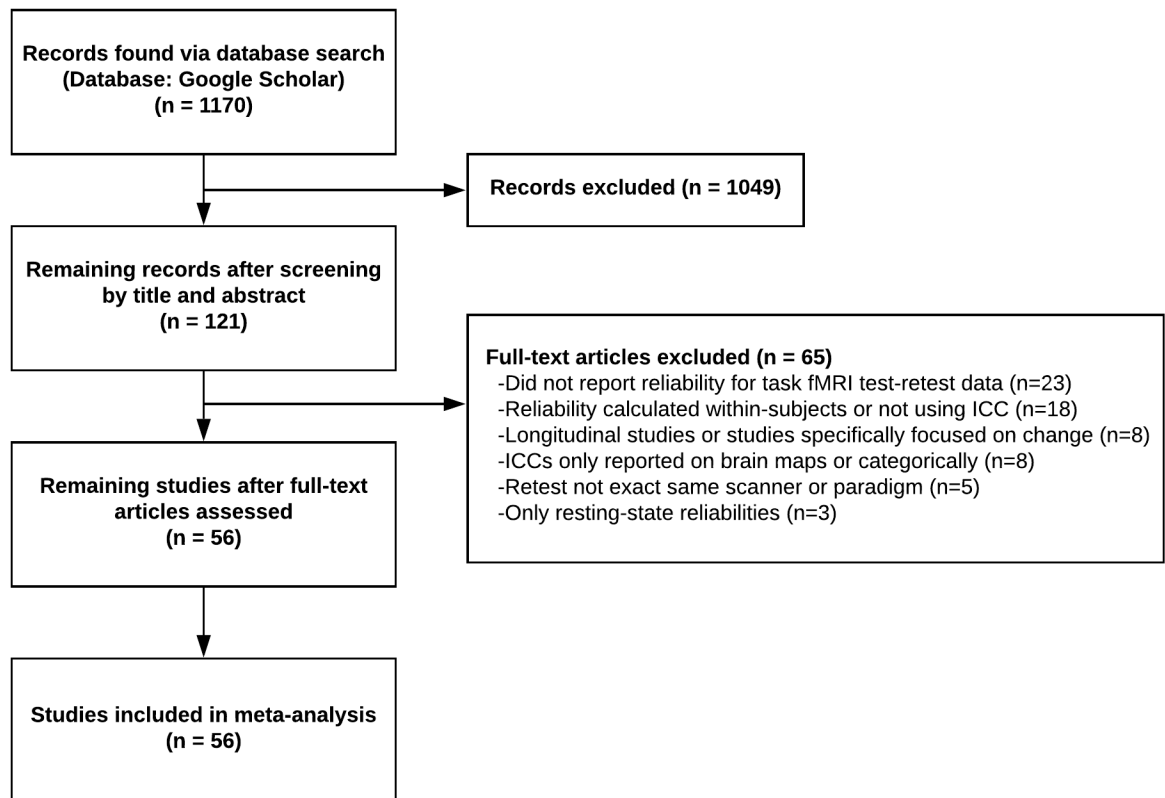 Records found via database search
(Database: Google Scholar)
(n = 1170)
Records excluded (n = 1049)
Remaining records after screening
by title and abstract
(n = 121)
Full-text articles excluded (n = 65)
-Did not report reliability for task fMRI test-retest data (n=23)
-Reliability calculated within-subjects or not using ICC (n=18)
-Longitudinal studies or studies specifically focused on change (n=8)
-ICCs only reported on brain maps or categorically (n=8)
-Retest not exact same scanner or paradigm (n=5)
-Only resting-state reliabilities (n=3)
Remaining studies after full-text
articles assessed
(n = 56)
Studies included in meta-analysis
(n = 56)